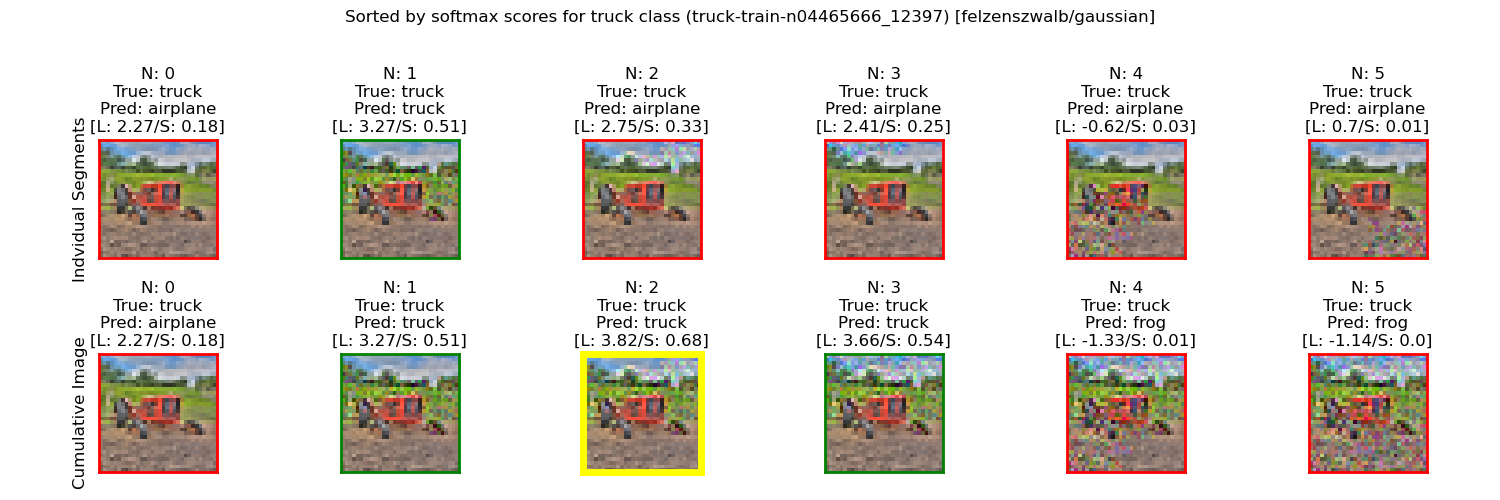 Sorted by softmax scores for truck class (truck-train-n04465666_12397) [felzenszwalb/gaussian]
Indvidual Segments
N: 0
True: truck
Pred: airplane
[L: 2.27/S: 0.18]
N: 1
True: truck
Pred: truck
[L: 3.27/S: 0.51]
N: 2
True: truck
Pred: airplane
[L: 2.75/S: 0.33]
N: 3
True: truck
Pred: airplane
[L: 2.41/S: 0.25]
N: 4
True: truck
Pred: airplane
[L: -0.62/S: 0.03]
N: 5
True: truck
Pred: airplane
[L: 0.7/S: 0.01]
Cumulative Image
N: 0
True: truck
Pred: airplane
[L: 2.27/S: 0.18]
N: 1
True: truck
Pred: truck
[L: 3.27/S: 0.51]
N: 2
True: truck
Pred: truck
[L: 3.82/S: 0.68]
N: 3
True: truck
Pred: truck
[L: 3.66/S: 0.54]
N: 4
True: truck
Pred: frog
[L: -1.33/S: 0.01]
N: 5
True: truck
Pred: frog
[L: -1.14/S: 0.0]